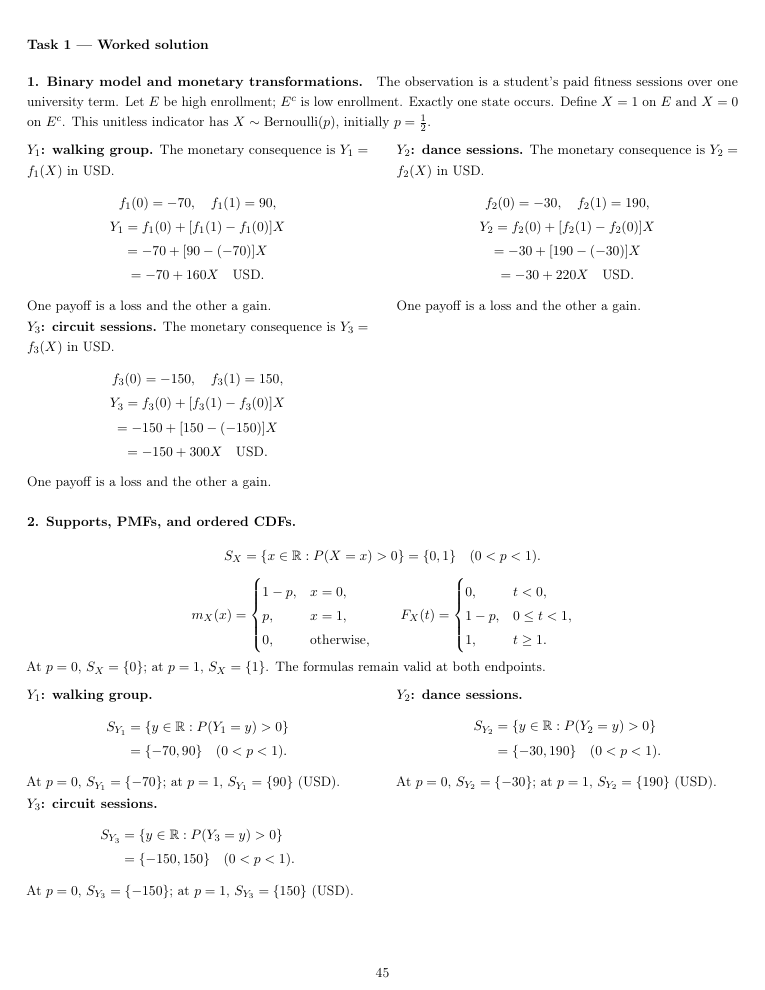 Task 1 — Worked solution
1. Binary model and monetary transformations. The observation is a student's paid fitness sessions over one
university term. Let E be high enrollment; Eᶜ is low enrollment. Exactly one state occurs. Define X = 1 on E and X = 0
on Eᶜ. This unitless indicator has X ∼ Bernoulli(p), initially p = 1/2.
Y₁: walking group. The monetary consequence is Y₁ =
f₁(X) in USD.
f₁(0) = −70, f₁(1) = 90,
Y₁ = f₁(0) + [f₁(1) − f₁(0)]X
= −70 + [90 − (−70)]X
= −70 + 160X USD.
One payoff is a loss and the other a gain.
Y₂: dance sessions. The monetary consequence is Y₂ =
f₂(X) in USD.
f₂(0) = −30, f₂(1) = 190,
Y₂ = f₂(0) + [f₂(1) − f₂(0)]X
= −30 + [190 − (−30)]X
= −30 + 220X USD.
One payoff is a loss and the other a gain.
Y₃: circuit sessions. The monetary consequence is Y₃ =
f₃(X) in USD.
f₃(0) = −150, f₃(1) = 150,
Y₃ = f₃(0) + [f₃(1) − f₃(0)]X
= −150 + [150 − (−150)]X
= −150 + 300X USD.
One payoff is a loss and the other a gain.
2. Supports, PMFs, and ordered CDFs.
S_X = {x ∈ ℝ : P(X = x) > 0} = {0, 1} (0 < p < 1).
m_X(x) = { 1 − p, x = 0,
p, x = 1,
0, otherwise,
F_X(t) = { 0, t < 0,
1 − p, 0 ≤ t < 1,
1, t ≥ 1.
At p = 0, S_X = {0}; at p = 1, S_X = {1}. The formulas remain valid at both endpoints.
Y₁: walking group.
S_Y₁ = {y ∈ ℝ : P(Y₁ = y) > 0}
= {−70, 90} (0 < p < 1).
At p = 0, S_Y₁ = {−70}; at p = 1, S_Y₁ = {90} (USD).
Y₂: dance sessions.
S_Y₂ = {y ∈ ℝ : P(Y₂ = y) > 0}
= {−30, 190} (0 < p < 1).
At p = 0, S_Y₂ = {−30}; at p = 1, S_Y₂ = {190} (USD).
Y₃: circuit sessions.
S_Y₃ = {y ∈ ℝ : P(Y₃ = y) > 0}
= {−150, 150} (0 < p < 1).
At p = 0, S_Y₃ = {−150}; at p = 1, S_Y₃ = {150} (USD).
45